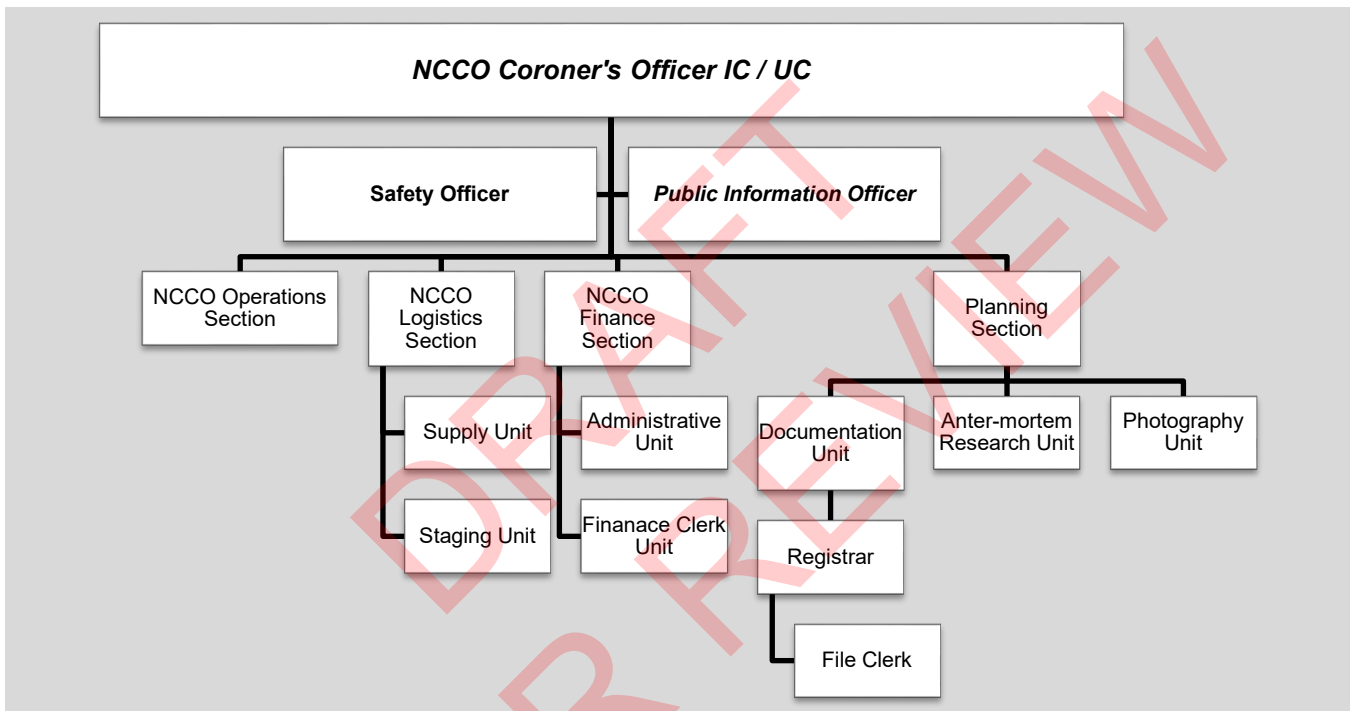 NCCO Coroner's Officer IC / UC
Safety Officer
Public Information Officer
NCCO Operations
Section
NCCO
Logistics
Section
NCCO
Finance
Section
Planning
Section
Supply Unit
Administrative
Unit
Documentation
Unit
Anter-mortem
Research Unit
Photography
Unit
Staging Unit
Finanace Clerk
Unit
Registrar
File Clerk
DRAFT
R REVIEW